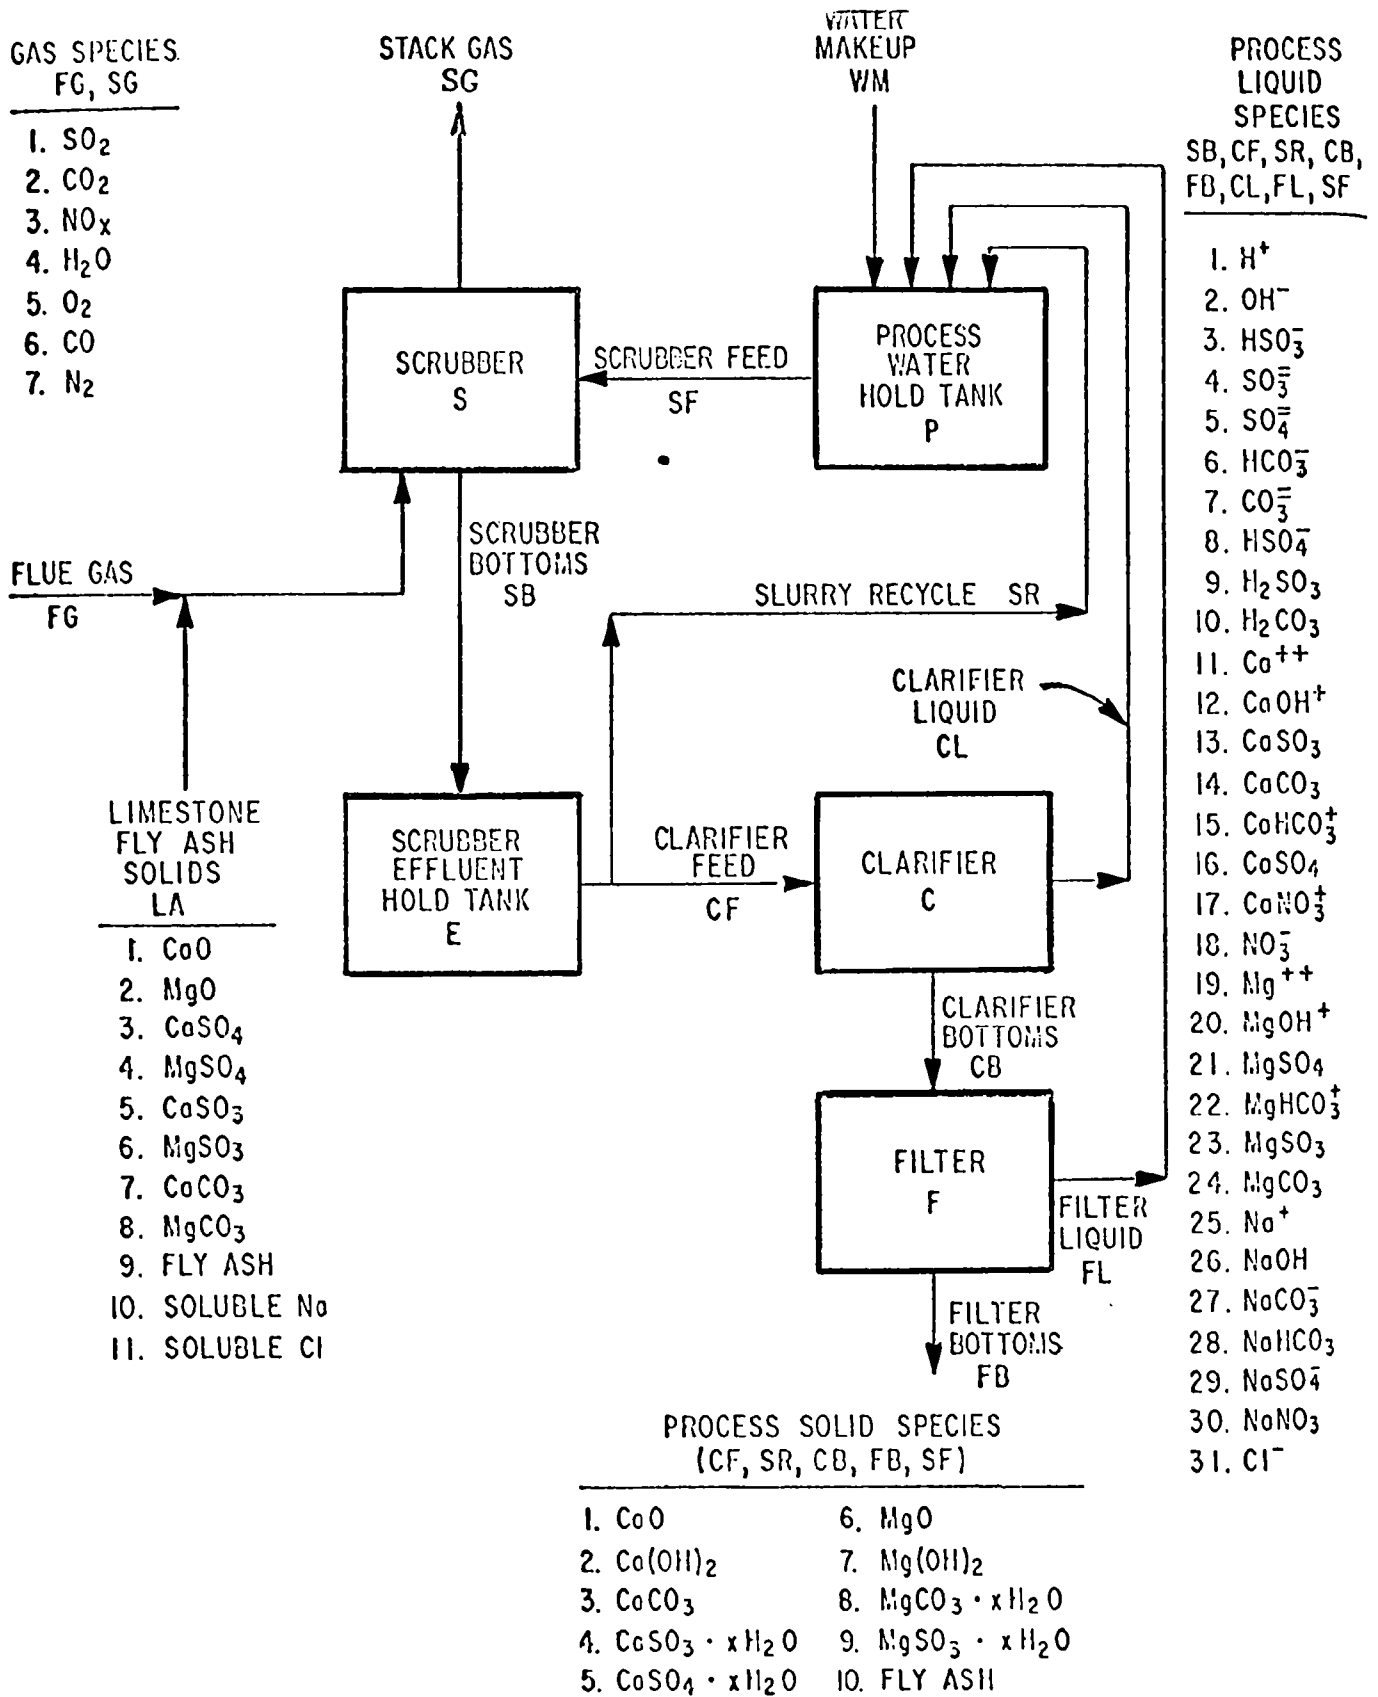 GAS SPECIES
FG, SG
1. SO2
2. CO2
3. NOx
4. H2O
5. O2
6. CO
7. N2
STACK GAS
SG
WATER
MAKEUP
WM
PROCESS
LIQUID
SPECIES
SB, CF, SR, CB,
FB, CL, FL, SF
1. H+
2. OH-
3. HSO3-
4. SO3=
5. SO4=
6. HCO3-
7. CO3=
8. HSO4-
9. H2SO3
10. H2CO3
11. Ca++
12. CaOH+
13. CaSO3
14. CaCO3
15. CaHCO3+
16. CaSO4
17. CaNO3+
18. NO3-
19. Mg++
20. MgOH+
21. MgSO4
22. MgHCO3+
23. MgSO3
24. MgCO3
25. Na+
26. NaOH
27. NaCO3-
28. NaHCO3
29. NaSO4-
30. NaNO3
31. Cl-
SCRUBBER
S
SCRUBBER FEED
SF
PROCESS
WATER
HOLD TANK
P
SCRUBBER
BOTTOMS
SB
FLUE GAS
FG
SLURRY RECYCLE SR
CLARIFIER
LIQUID
CL
LIMESTONE
FLY ASH
SOLIDS
LA
1. CaO
2. MgO
3. CaSO4
4. MgSO4
5. CaSO3
6. MgSO3
7. CaCO3
8. MgCO3
9. FLY ASH
10. SOLUBLE Na
11. SOLUBLE Cl
SCRUBBER
EFFLUENT
HOLD TANK
E
CLARIFIER
FEED
CF
CLARIFIER
C
CLARIFIER
BOTTOMS
CB
FILTER
F
FILTER
LIQUID
FL
FILTER
BOTTOMS
FB
PROCESS SOLID SPECIES
(CF, SR, CB, FB, SF)
1. CaO
2. Ca(OH)2
3. CaCO3
4. CaSO3 · xH2O
5. CaSO4 · xH2O
6. MgO
7. Mg(OH)2
8. MgCO3 · xH2O
9. MgSO3 · xH2O
10. FLY ASH